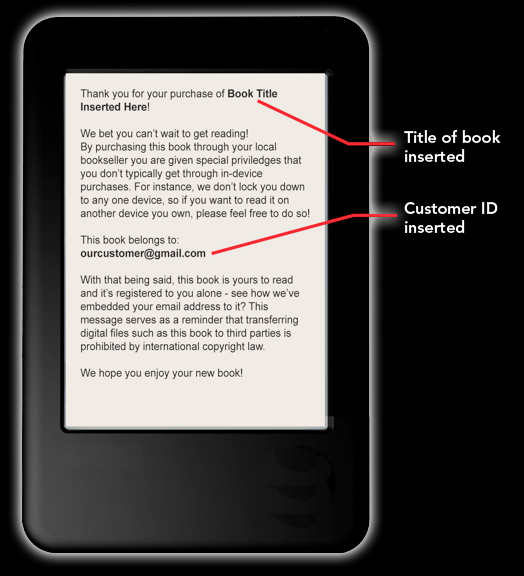 Thank you for your purchase of Book Title
Inserted Here!
We bet you can't wait to get reading!
By purchasing this book through your local
bookseller you are given special priviledges that
you don't typically get through in-device
purchases. For instance, we don't lock you down
to any one device, so if you want to read it on
another device you own, please feel free to do so!
This book belongs to:
ourcustomer@gmail.com
With that being said, this book is yours to read
and it's registered to you alone - see how we've
embedded your email address to it? This
message serves as a reminder that transferring
digital files such as this book to third parties is
prohibited by international copyright law.
We hope you enjoy your new book!
Title of book
inserted
Customer ID
inserted